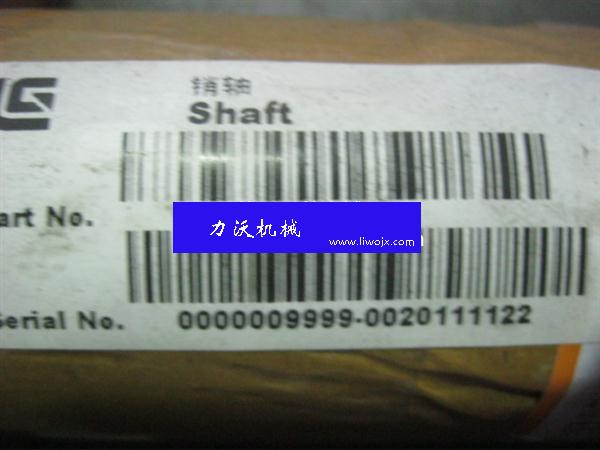 销轴
Shaft
art No.
力沃机械
www.liwojx.com
Serial No. 0000009999-0020111122